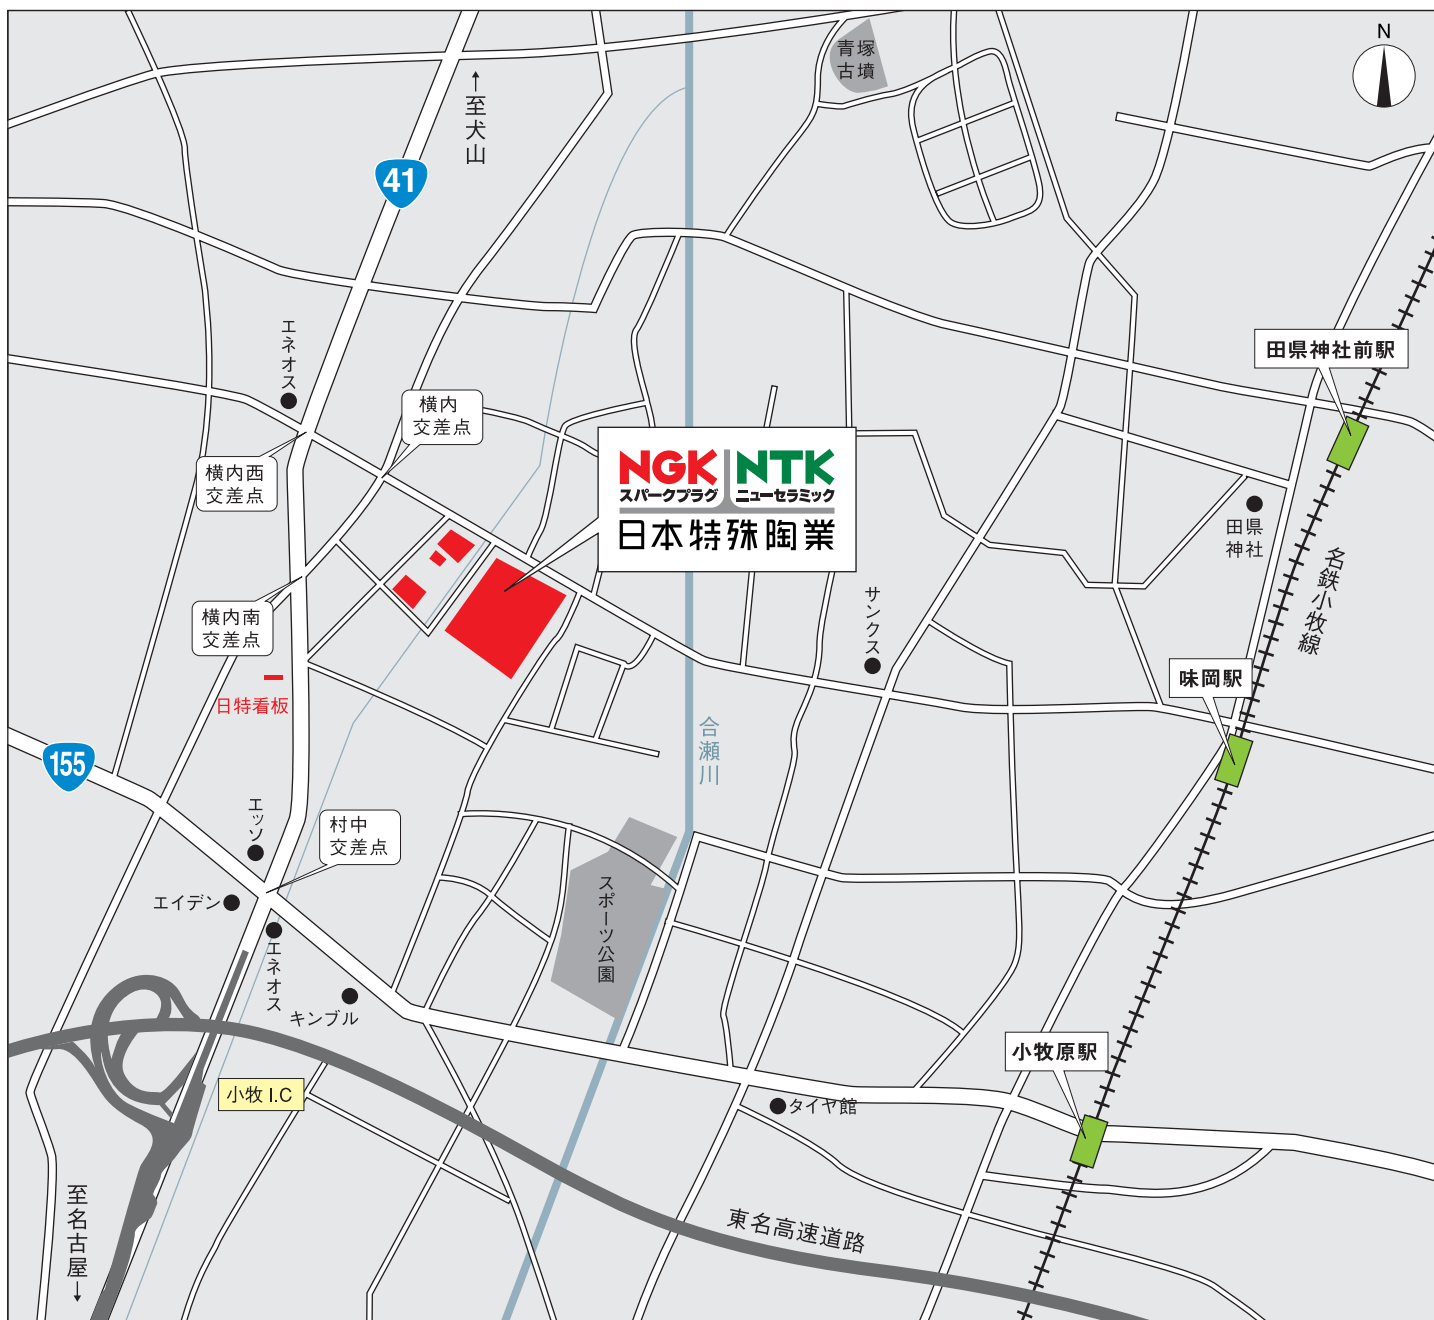 N
青塚
古墳
↑至犬山
41
エネオス
田県神社前駅
横内
交差点
横内西
交差点
NGK
スパークプラグ
NTK
ニューセラミック
日本特殊陶業
田県
神社
名鉄小牧線
サンクス
横内南
交差点
味岡駅
日特看板
合瀬川
155
エッソ
村中
交差点
エイデン
スポーツ公園
エネオス
キンブル
小牧原駅
小牧 I.C
タイヤ館
至名古屋↓
東名高速道路